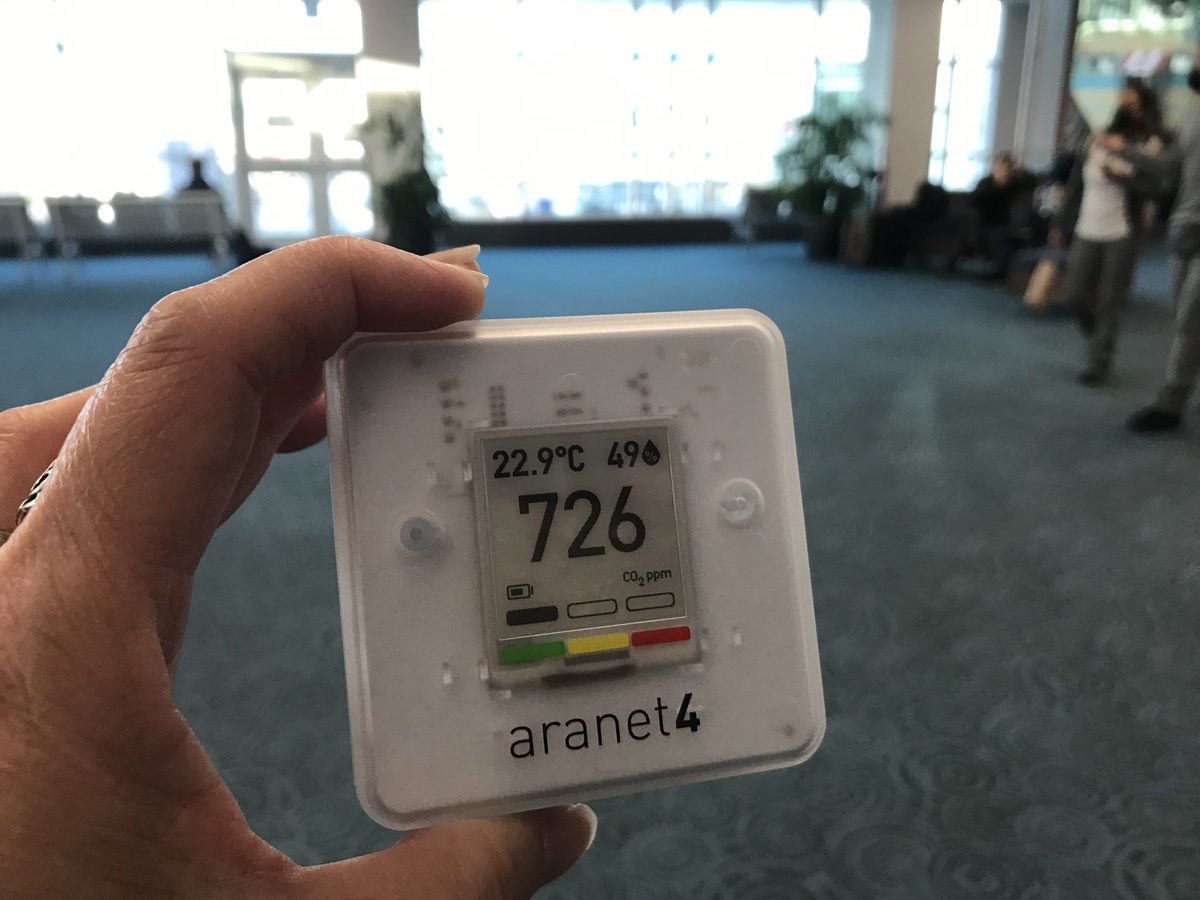 22.9°C 49%
726
CO₂ ppm
aranet4